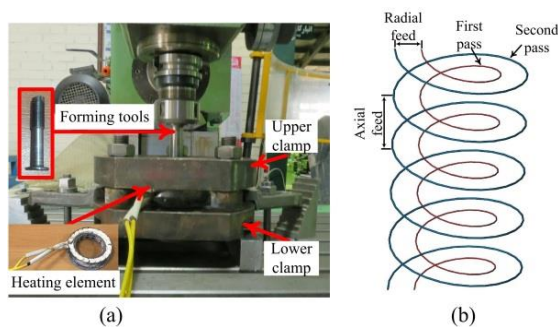 Forming tools
Upper
clamp
Lower
clamp
Heating element
(a)
Radial
feed
First
pass
Second
pass
Axial
feed
(b)